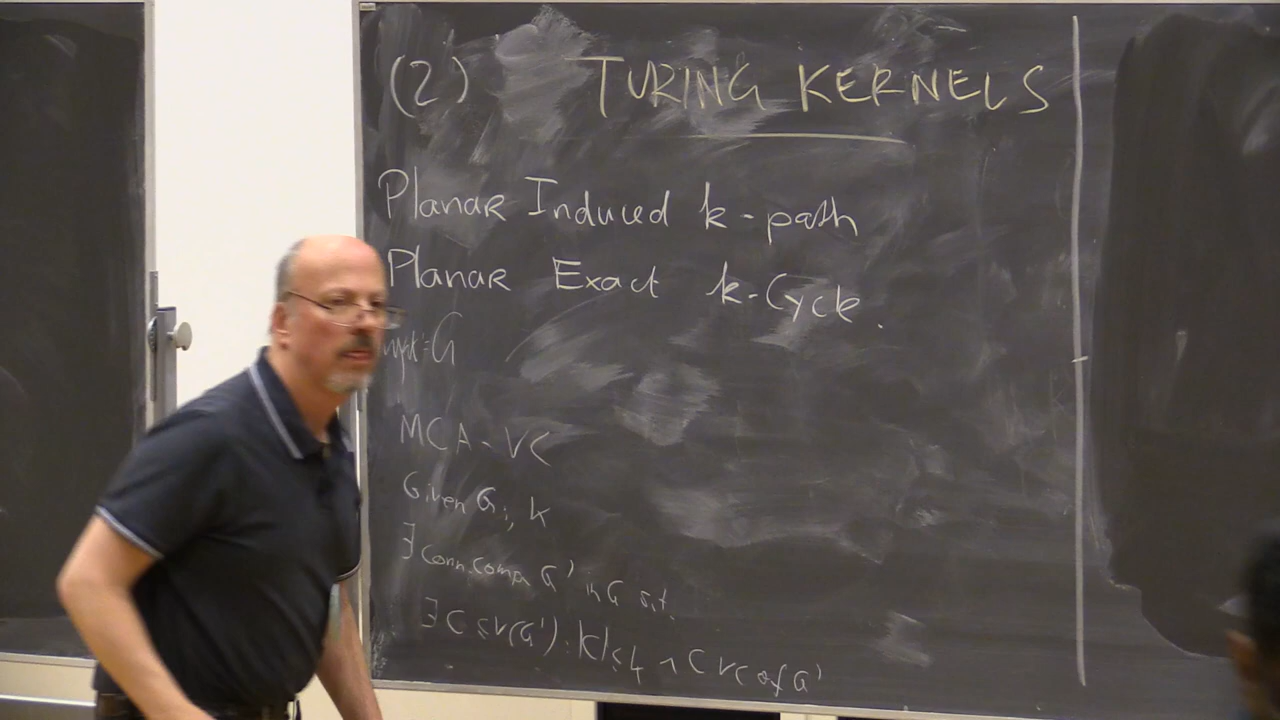 (2) TURING KERNELS
Planar Induced k-path
Planar Exact k-Cycle.
G
MCA-VC
Given G, k
∃ conn. comp G' in G s.t.
∃ C ⊆ V(G') : |C| ≤ ∧ C VC of G'